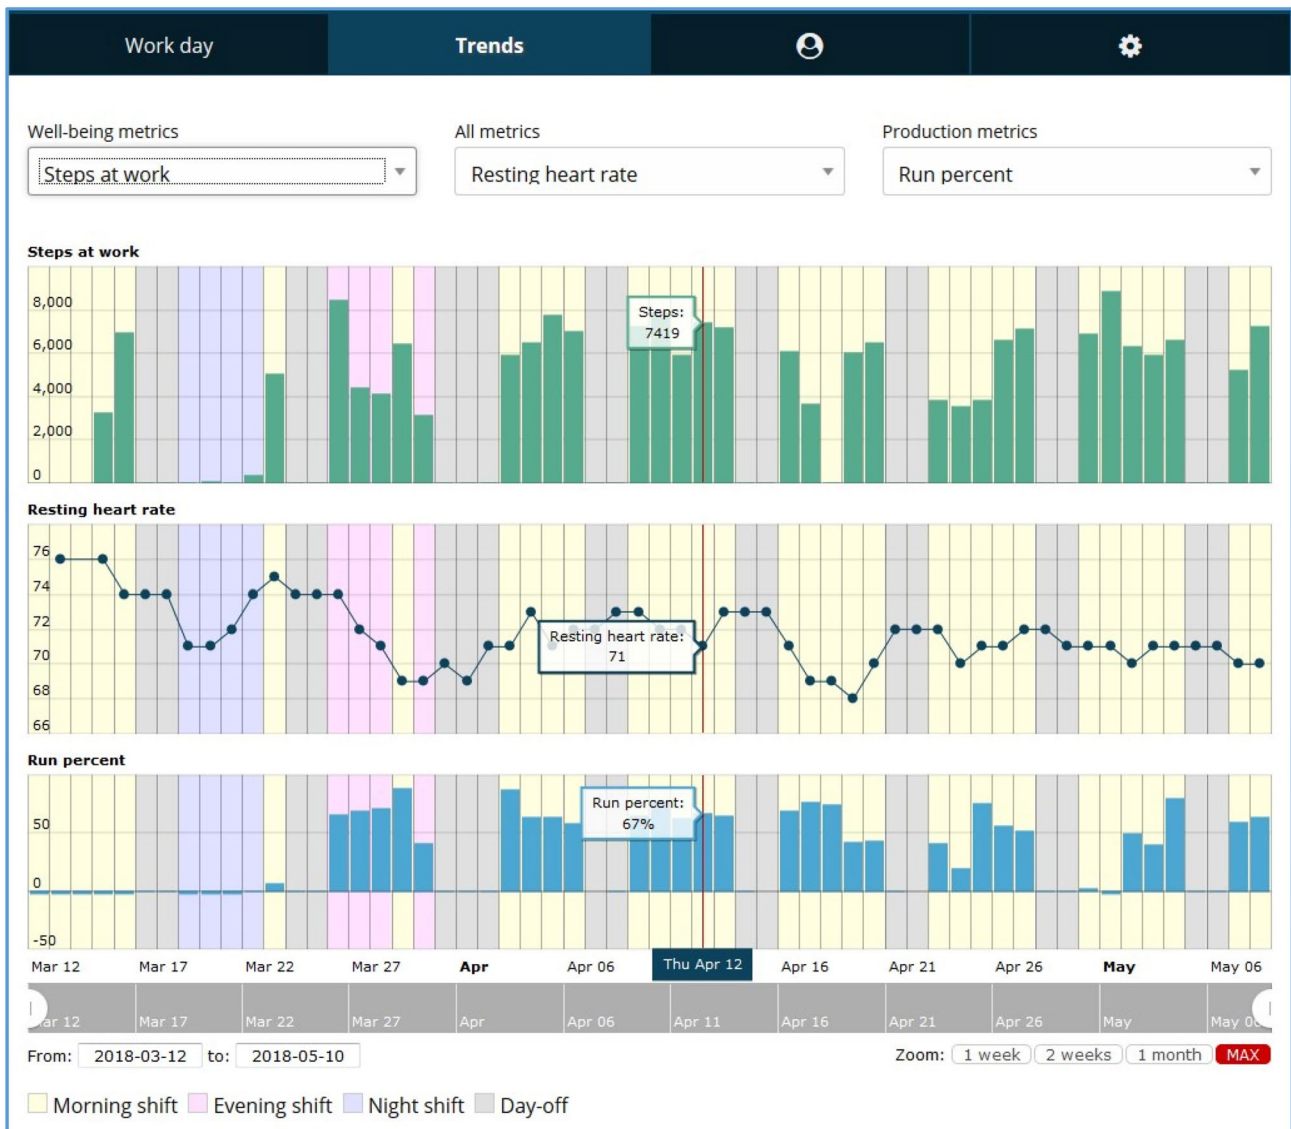 Work day Trends
Well-being metrics All metrics Production metrics
Steps at work Resting heart rate Run percent
Steps at work
8,000
6,000
4,000
2,000
0
Steps:
7419
Resting heart rate
76
74
72
70
68
66
Resting heart rate:
71
Run percent
50
0
-50
Run percent:
67%
Mar 12 Mar 17 Mar 22 Mar 27 Apr Apr 06 Thu Apr 12 Apr 16 Apr 21 Apr 26 May May 06
12 Mar 17 Mar 22 Mar 27 Apr Apr 06 Apr 11 Apr 16 Apr 21 Apr 26 May May
From: 2018-03-12 to: 2018-05-10 Zoom: 1 week 2 weeks 1 month MAX
Morning shift Evening shift Night shift Day-off